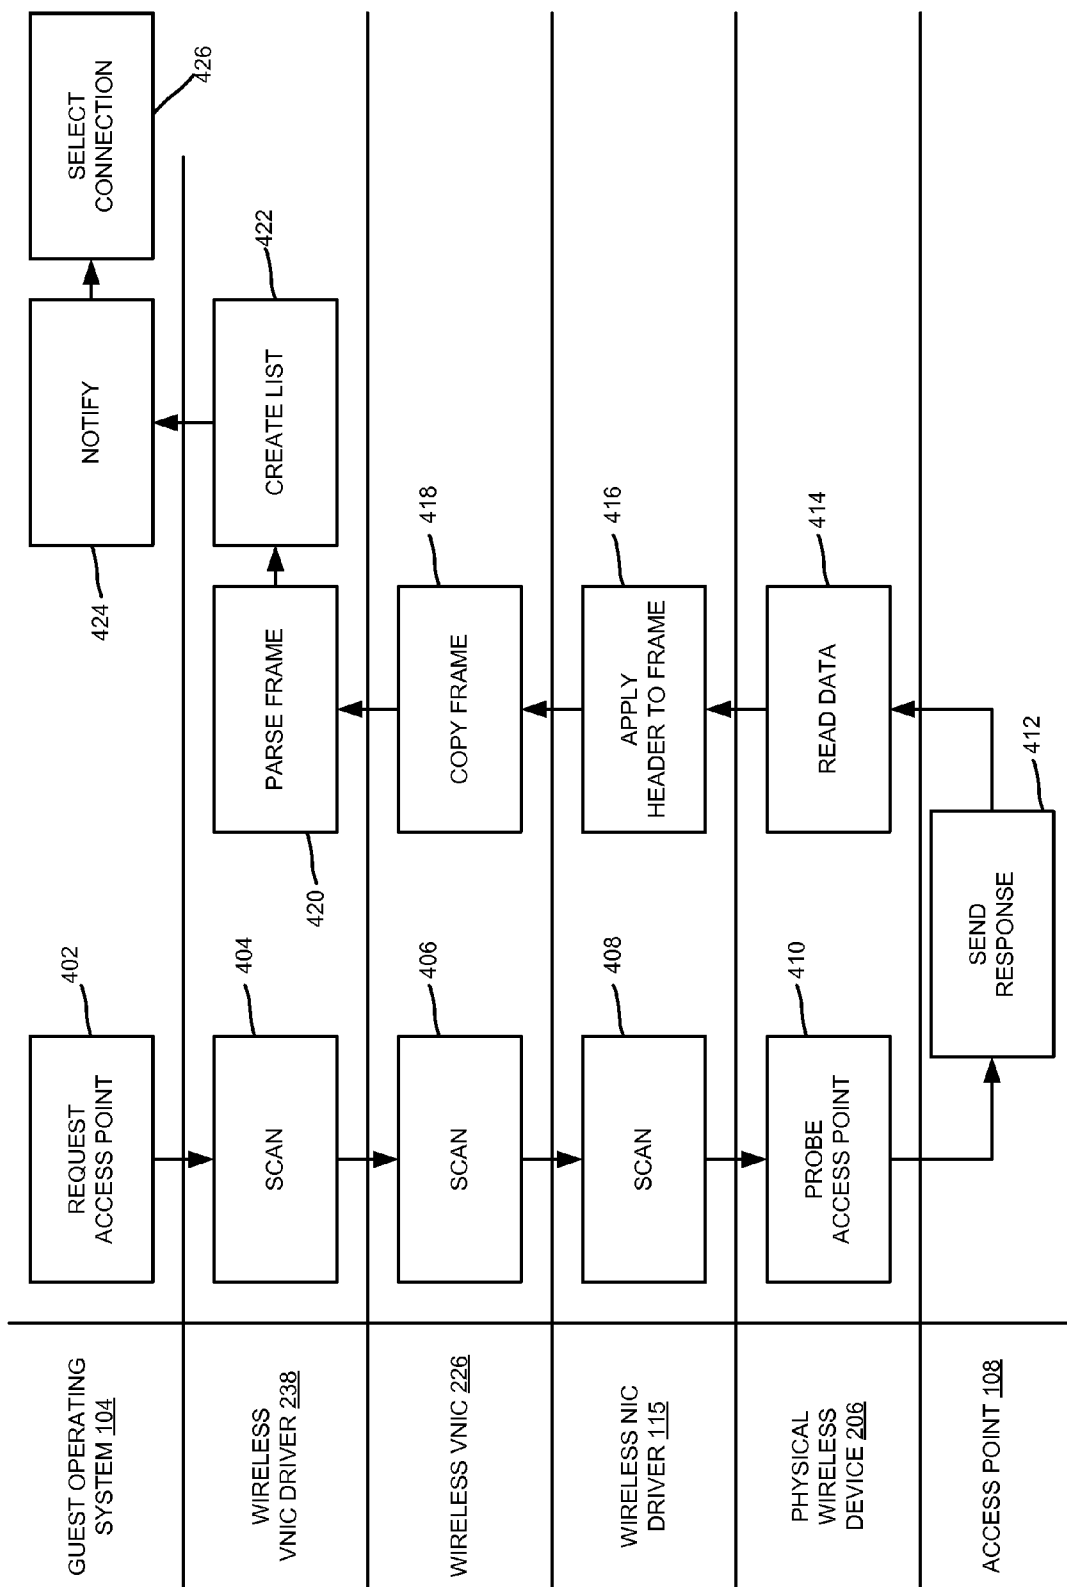 GUEST OPERATING
SYSTEM 104
REQUEST
ACCESS POINT
402
NOTIFY
424
SELECT
CONNECTION
426
WIRELESS
VNIC DRIVER 238
SCAN
404
PARSE FRAME
420
CREATE LIST
422
WIRELESS VNIC 226
SCAN
406
COPY FRAME
418
WIRELESS NIC
DRIVER 115
SCAN
408
APPLY
HEADER TO FRAME
416
PHYSICAL
WIRELESS
DEVICE 206
PROBE
ACCESS POINT
410
READ DATA
414
ACCESS POINT 108
SEND
RESPONSE
412